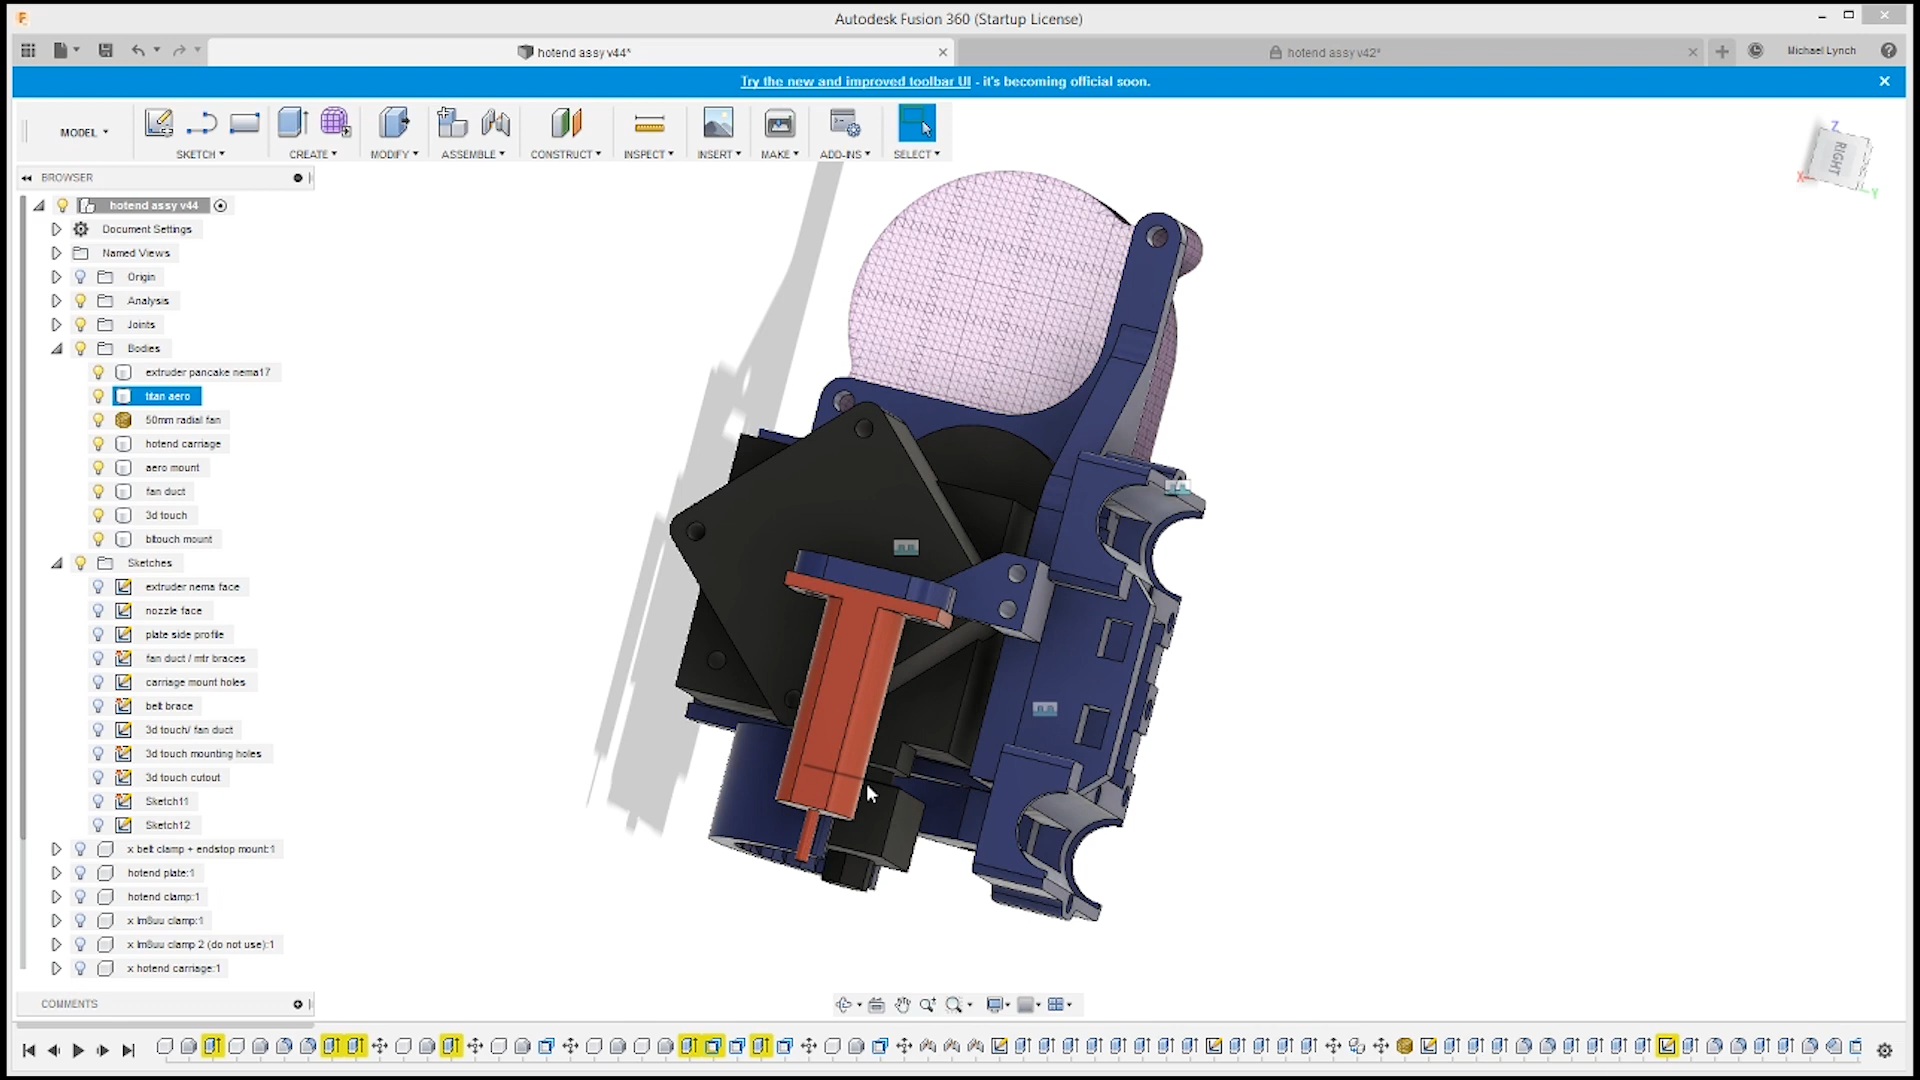 Autodesk Fusion 360 (Startup License)
hotend assy v44*
hotend assy v42*
Michael Lynch
Try the new and improved toolbar UI - it's becoming official soon.
MODEL
SKETCH
CREATE
MODIFY
ASSEMBLE
CONSTRUCT
INSPECT
INSERT
MAKE
ADD-INS
SELECT
Z
RIGHT
X
Y
BROWSER
hotend assy v44
Document Settings
Named Views
Origin
Analysis
Joints
Bodies
extruder pancake nema17
titan aero
50mm radial fan
hotend carriage
aero mount
fan duct
3d touch
bltouch mount
Sketches
extruder nema face
nozzle face
plate side profile
fan duct / mtr braces
carriage mount holes
belt brace
3d touch/ fan duct
3d touch mounting holes
3d touch cutout
Sketch11
Sketch12
x belt clamp + endstop mount:1
hotend plate:1
hotend clamp:1
x lm8uu clamp:1
x lm8uu clamp 2 (do not use):1
x hotend carriage:1
COMMENTS